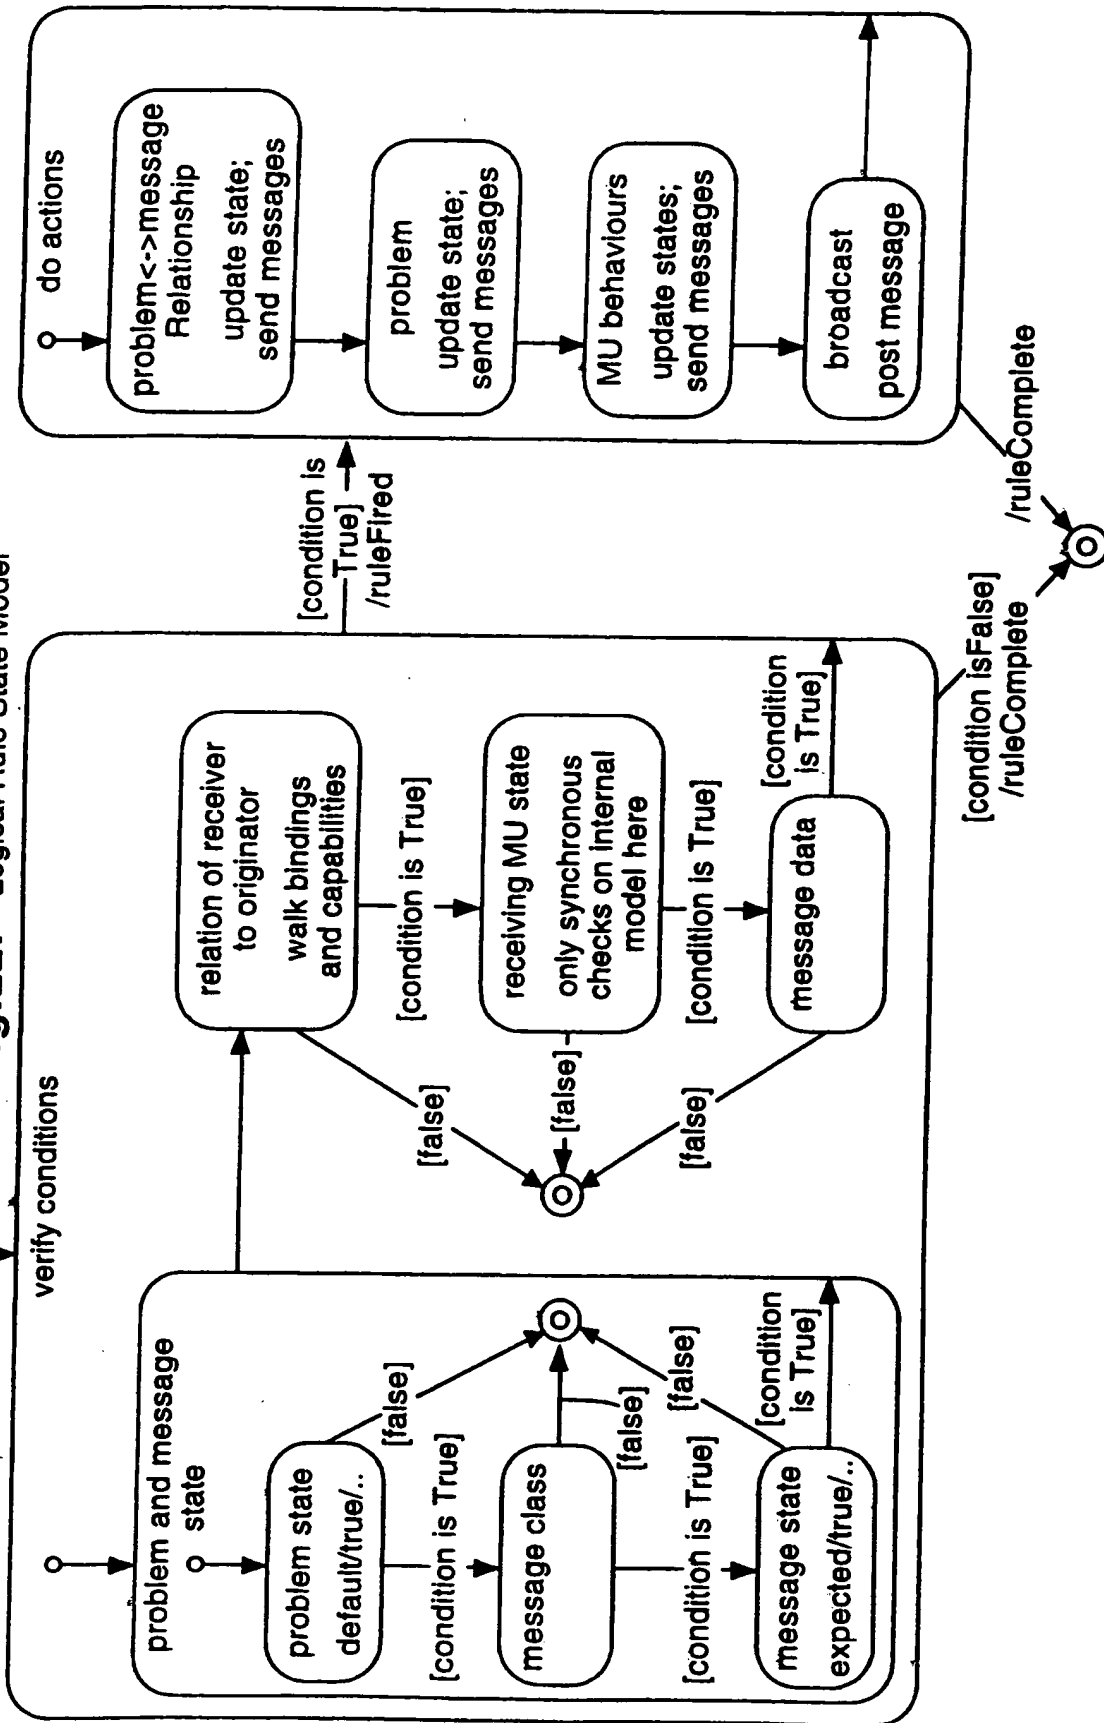 Logical Rule State Model
verify conditions
problem and message
state
problem state
default/true/..
[false]
[condition is True]
message class
[false]
[false]
[condition is True]
message state
expected/true/..
[condition
is True]
relation of receiver
to originator
walk bindings
and capabilities
[false]
[condition is True]
receiving MU state
only synchronous
checks on internal
model here
[false]
[condition is True]
message data
[false]
[condition
is True]
[condition is
True]
/ruleFired
[condition isFalse]
/ruleComplete
do actions
problem<->message
Relationship
update state;
send messages
problem
update state;
send messages
MU behaviours
update states;
send messages
broadcast
post message
/ruleComplete